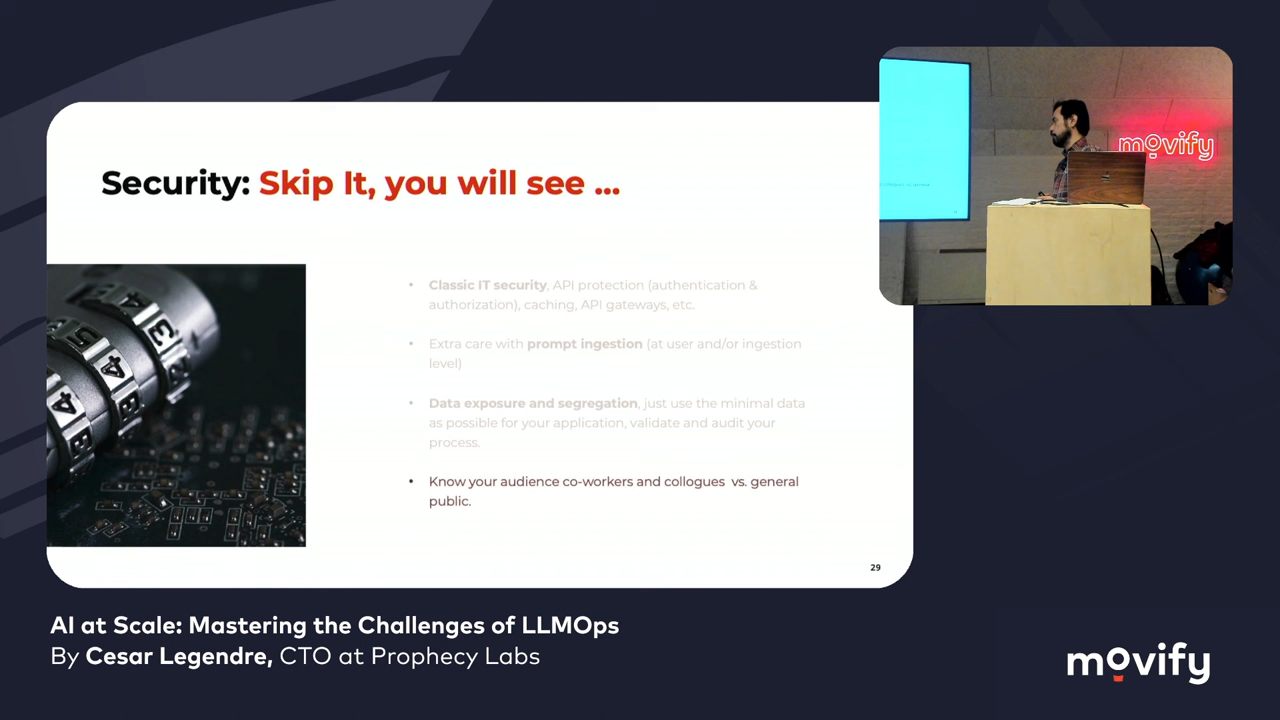 Security: Skip It, you will see ...
• Classic IT security, API protection (authentication &
authorization), caching, API gateways, etc.
• Extra care with prompt ingestion (at user and/or ingestion
level)
• Data exposure and segregation, just use the minimal data
as possible for your application, validate and audit your
process.
• Know your audience co-workers and collogues vs. general
public.
29
movify
AI at Scale: Mastering the Challenges of LLMOps
By Cesar Legendre, CTO at Prophecy Labs
movify